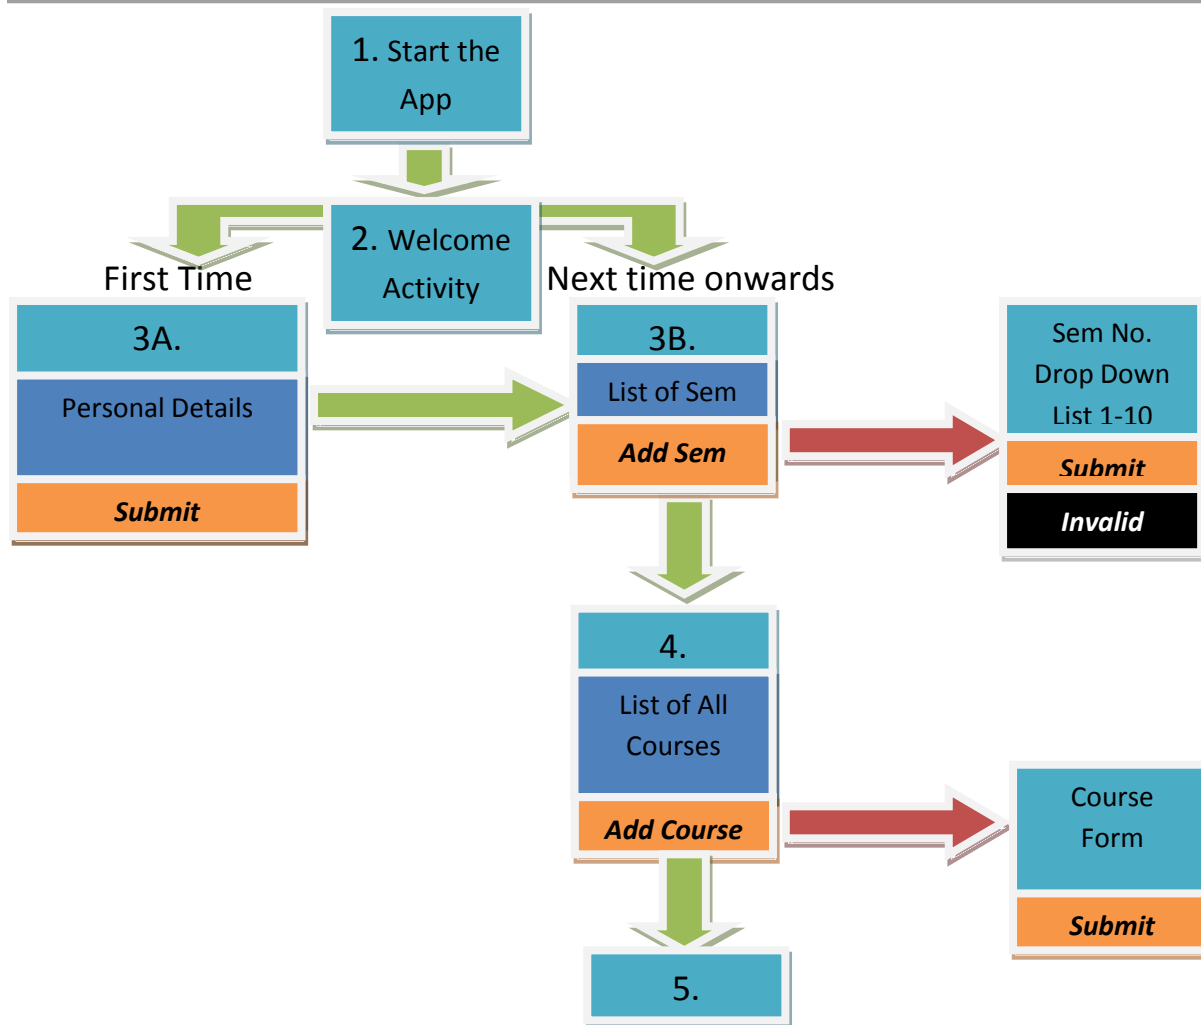 1. Start the
App
2. Welcome
Activity
First Time
Next time onwards
3A.
Personal Details
Submit
3B.
List of Sem
Add Sem
Sem No.
Drop Down
List 1-10
Submit
Invalid
4.
List of All
Courses
Add Course
Course
Form
Submit
5.